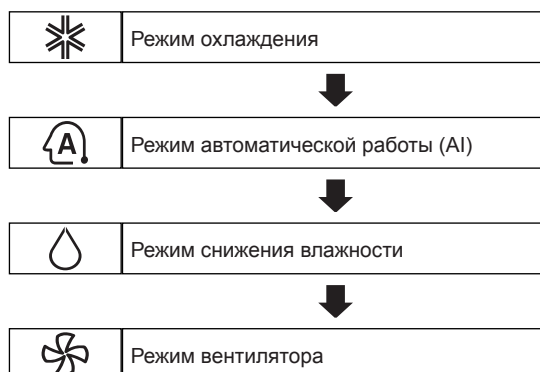 Режим охлаждения
A
Режим автоматической работы (AI)
Режим снижения влажности
Режим вентилятора